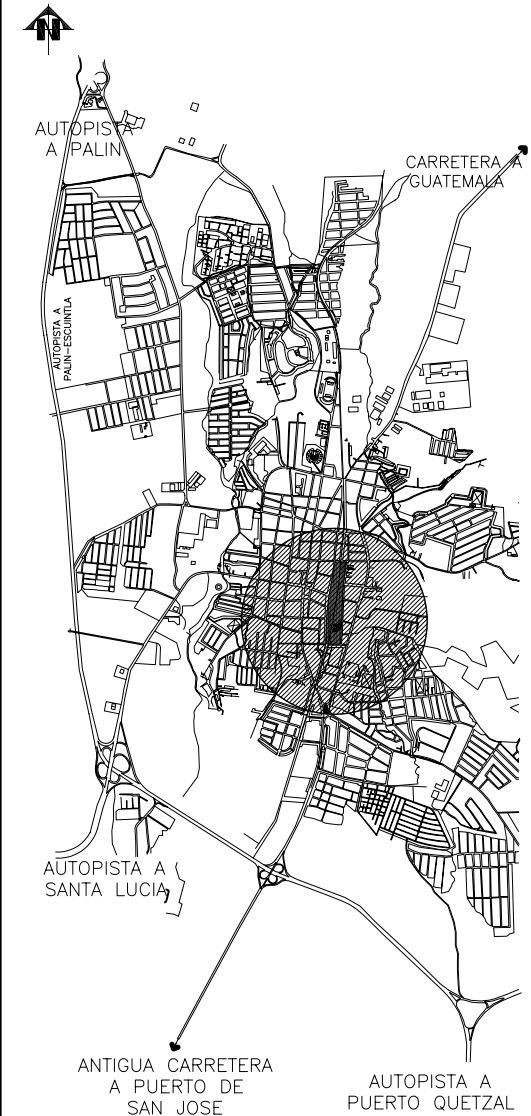 N
AUTOPISTA
A PALIN
CARRETERA A
GUATEMALA
AUTOPISTA A
PALIN-ESCUINTLA
AUTOPISTA A
SANTA LUCIA
ANTIGUA CARRETERA
A PUERTO DE
SAN JOSE
AUTOPISTA A
PUERTO QUETZAL